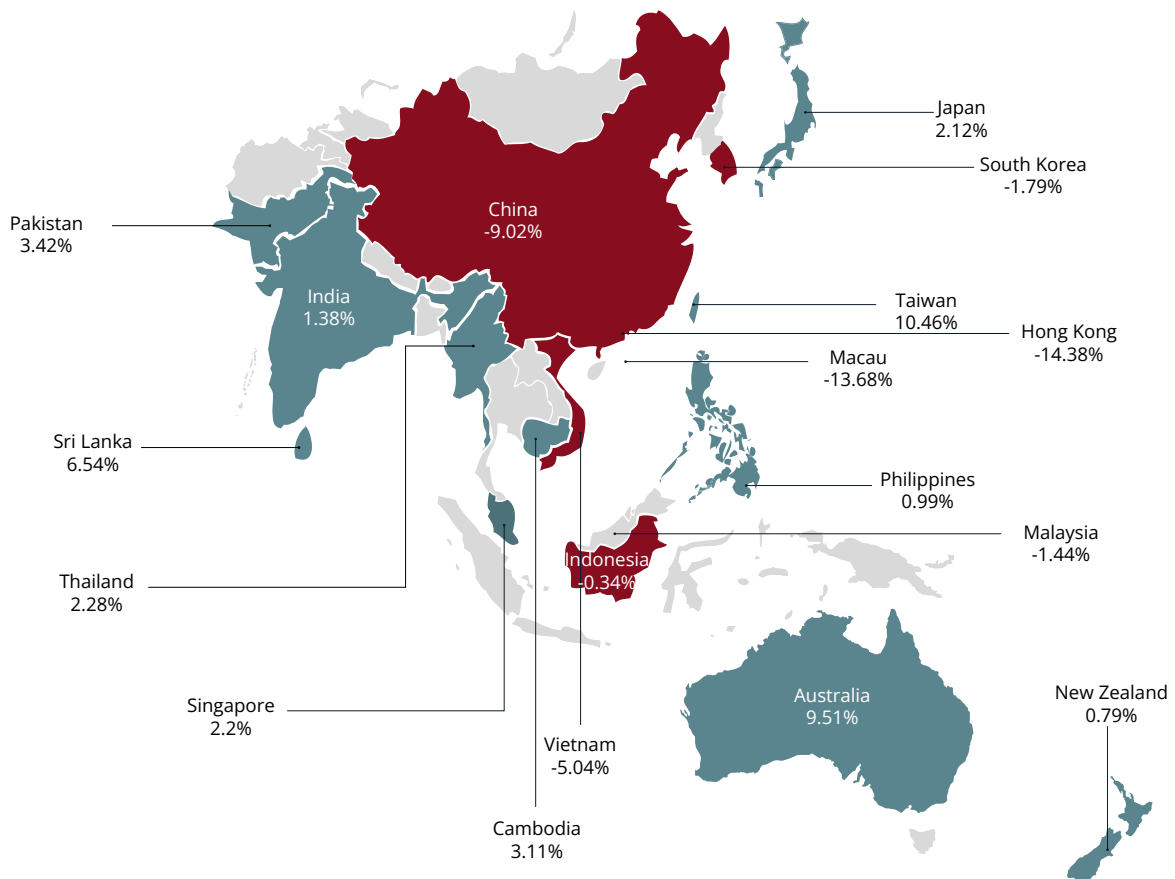 Japan
2.12%
South Korea
-1.79%
China
-9.02%
Pakistan
3.42%
India
1.38%
Taiwan
10.46%
Hong Kong
-14.38%
Macau
-13.68%
Sri Lanka
6.54%
Philippines
0.99%
Malaysia
-1.44%
Indonesia
-0.34%
Thailand
2.28%
Australia
9.51%
New Zealand
0.79%
Singapore
2.2%
Vietnam
-5.04%
Cambodia
3.11%